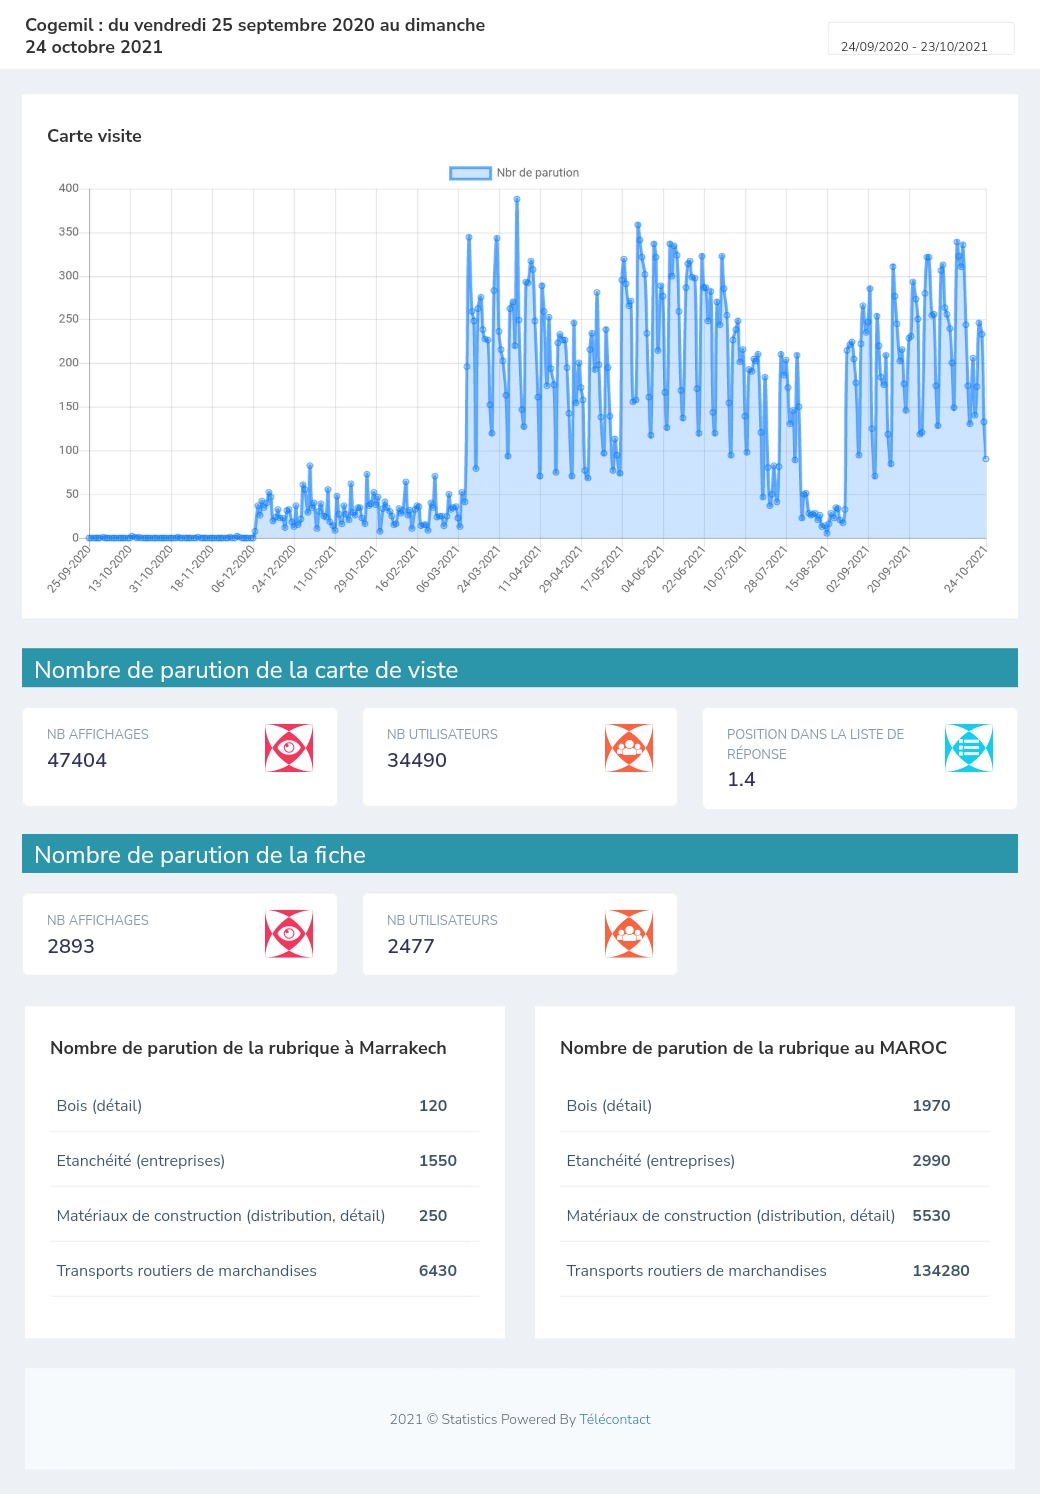 Cogemil : du vendredi 25 septembre 2020 au dimanche
24 octobre 2021
24/09/2020 - 23/10/2021
Carte visite
Nbr de parution
400
350
300
250
200
150
100
50
0
25-09-2020
13-10-2020
31-10-2020
18-11-2020
06-12-2020
24-12-2020
11-01-2021
29-01-2021
16-02-2021
06-03-2021
24-03-2021
11-04-2021
29-04-2021
17-05-2021
04-06-2021
22-06-2021
10-07-2021
28-07-2021
15-08-2021
02-09-2021
20-09-2021
24-10-2021
Nombre de parution de la carte de viste
NB AFFICHAGES
47404
NB UTILISATEURS
34490
POSITION DANS LA LISTE DE
RÉPONSE
1.4
Nombre de parution de la fiche
NB AFFICHAGES
2893
NB UTILISATEURS
2477
Nombre de parution de la rubrique à Marrakech
Bois (détail) 120
Etanchéité (entreprises) 1550
Matériaux de construction (distribution, détail) 250
Transports routiers de marchandises 6430
Nombre de parution de la rubrique au MAROC
Bois (détail) 1970
Etanchéité (entreprises) 2990
Matériaux de construction (distribution, détail) 5530
Transports routiers de marchandises 134280
2021 © Statistics Powered By Télécontact